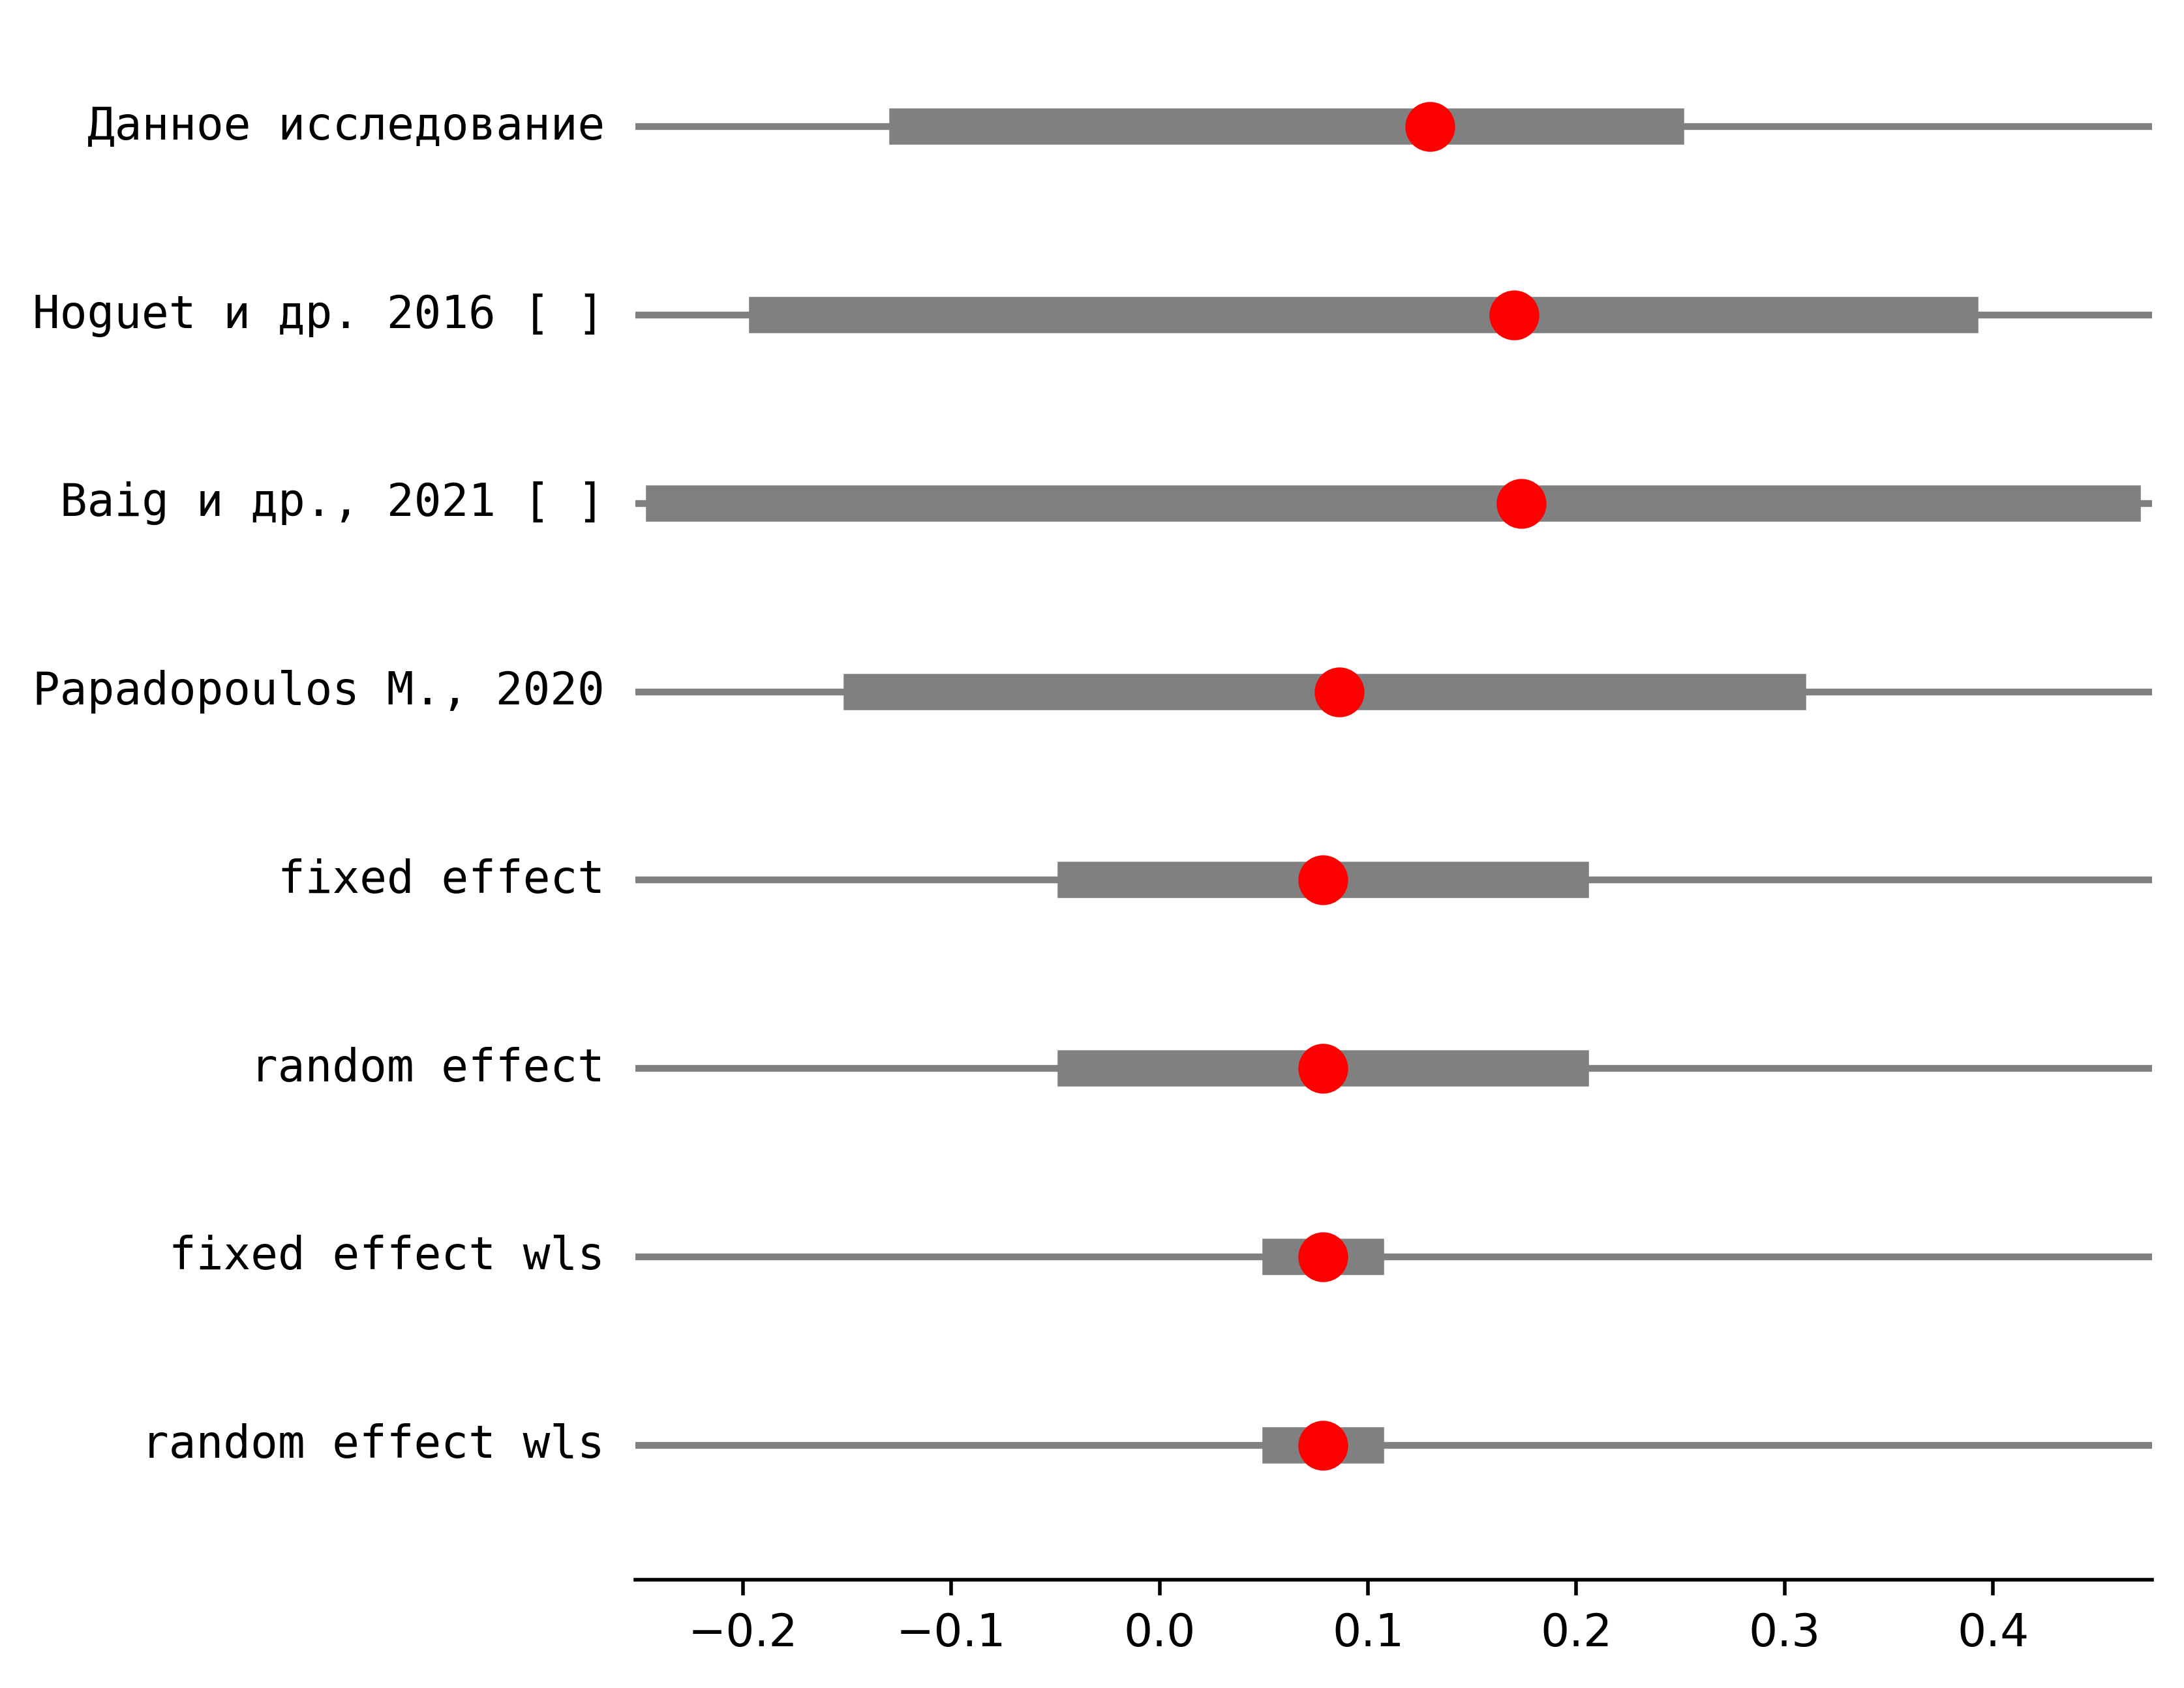 Данное исследование
Hoguet и др. 2016 [ ]
Baig и др., 2021 [ ]
Papadopoulos M., 2020
fixed effect
random effect
fixed effect wls
random effect wls
−0.2 −0.1 0.0 0.1 0.2 0.3 0.4